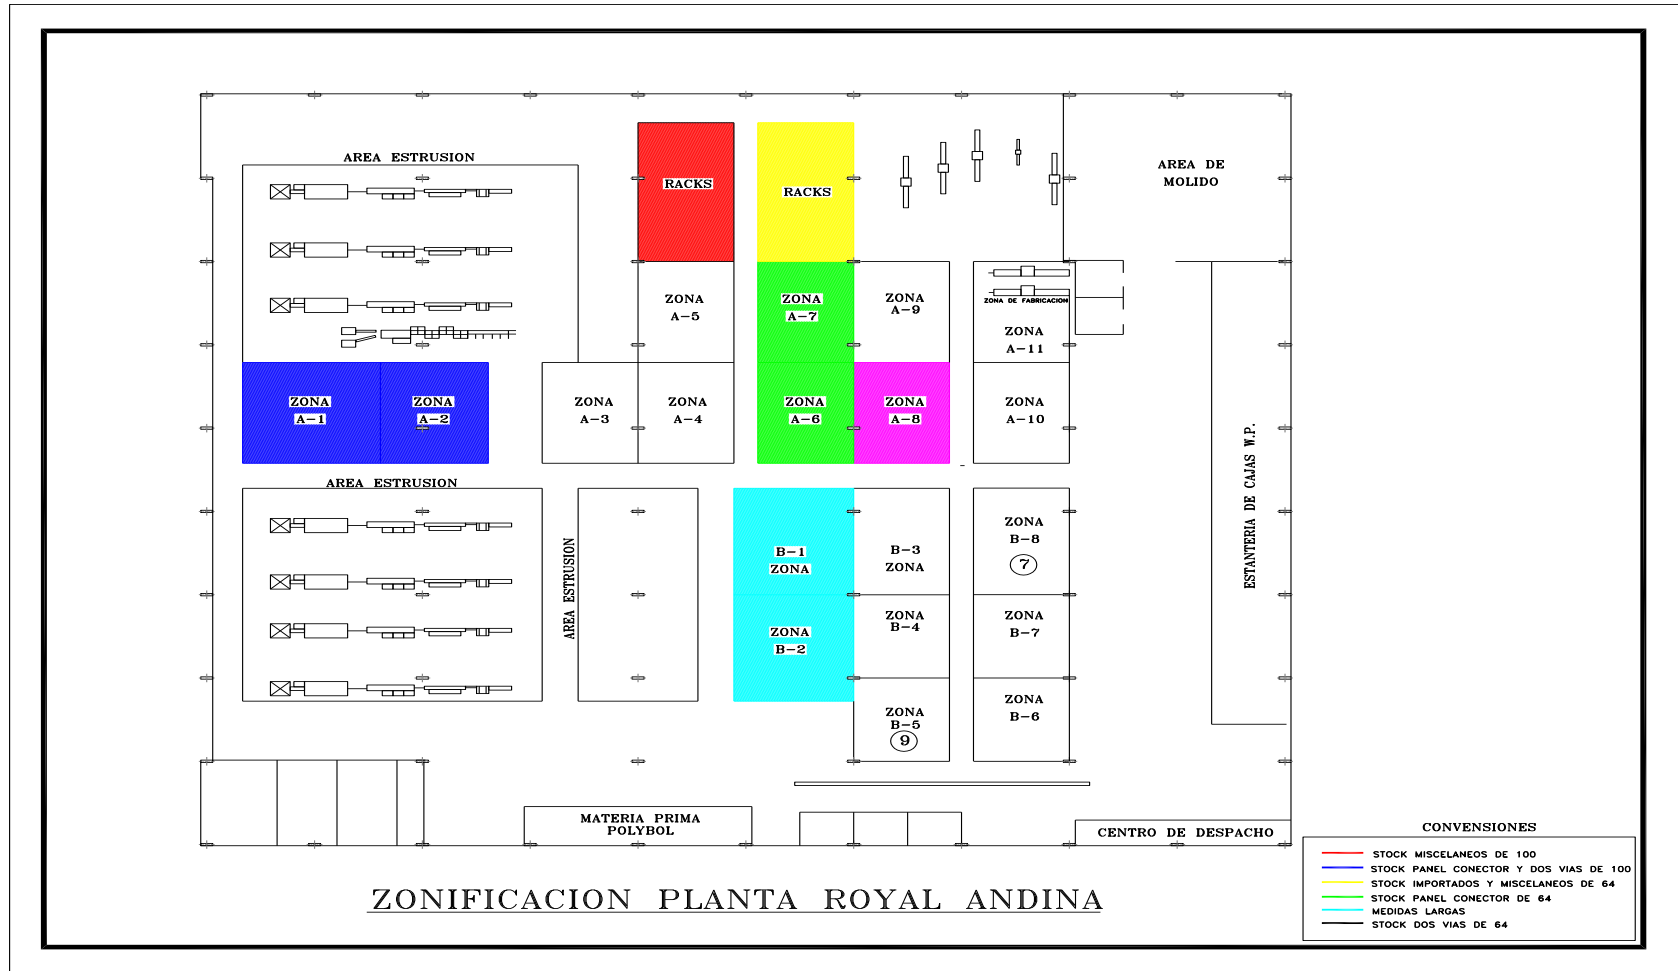 AREA ESTRUSION
RACKS
RACKS
AREA DE
MOLIDO
ZONA
A-5
ZONA
A-7
ZONA
A-9
ZONA DE FABRICACION
ZONA
A-11
ZONA
A-1
ZONA
A-2
ZONA
A-3
ZONA
A-4
ZONA
A-6
ZONA
A-8
ZONA
A-10
ESTANTERIA DE CAJAS W.P.
AREA ESTRUSION
AREA ESTRUSION
B-1
ZONA
B-3
ZONA
ZONA
B-8
7
ZONA
B-2
ZONA
B-4
ZONA
B-7
ZONA
B-5
9
ZONA
B-6
MATERIA PRIMA
POLYBOL
CENTRO DE DESPACHO
ZONIFICACION PLANTA ROYAL ANDINA
CONVENSIONES
STOCK MISCELANEOS DE 100
STOCK PANEL CONECTOR Y DOS VIAS DE 100
STOCK IMPORTADOS Y MISCELANEOS DE 64
STOCK PANEL CONECTOR DE 64
MEDIDAS LARGAS
STOCK DOS VIAS DE 64